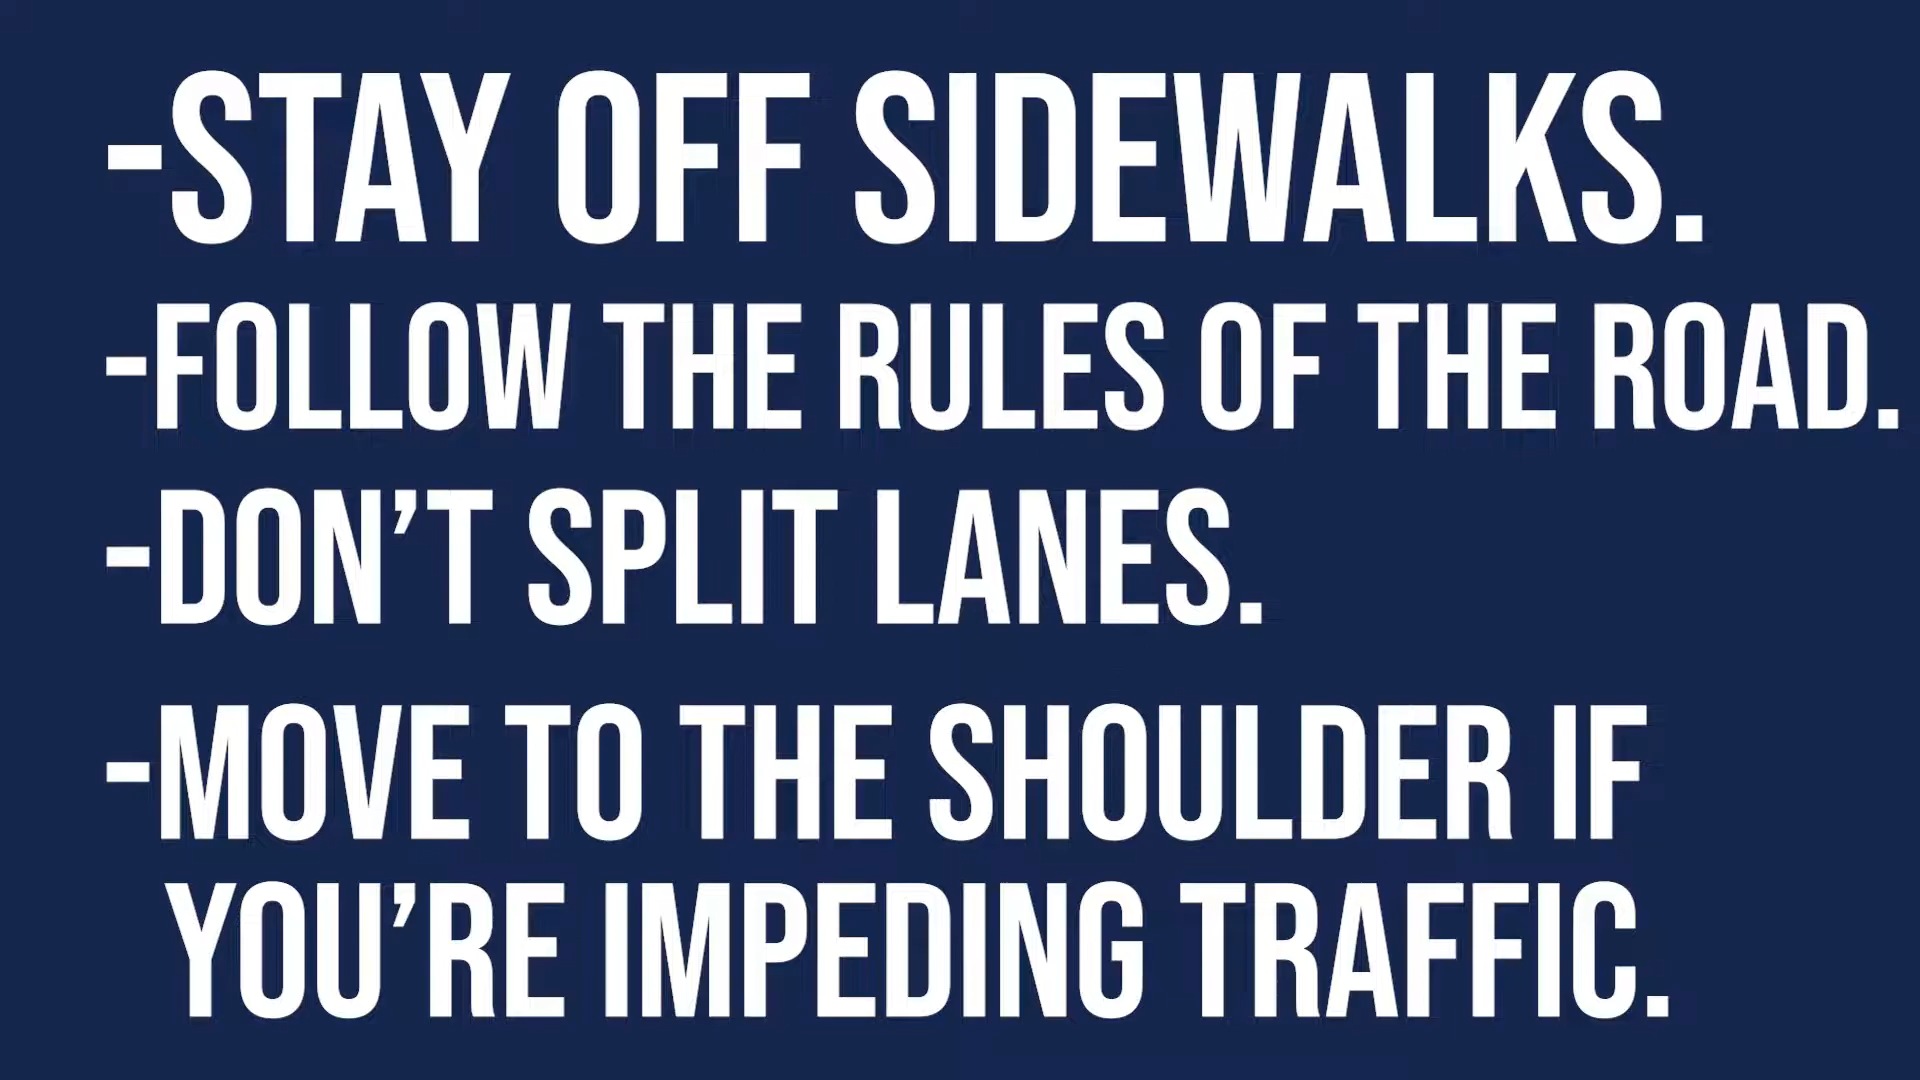 -STAY OFF SIDEWALKS.
-FOLLOW THE RULES OF THE ROAD.
-DON’T SPLIT LANES.
-MOVE TO THE SHOULDER IF
YOU’RE IMPEDING TRAFFIC.